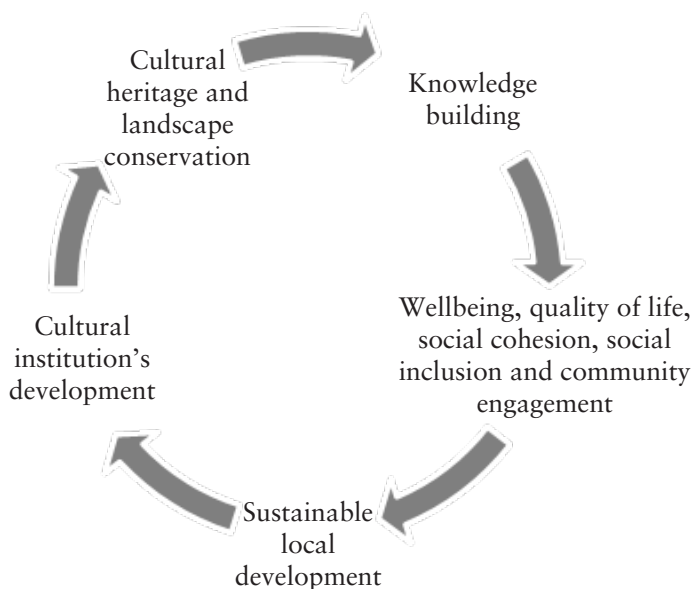 Cultural
heritage and
landscape
conservation
Knowledge
building
Wellbeing, quality of life,
social cohesion, social
inclusion and community
engagement
Sustainable
local
development
Cultural
institution’s
development